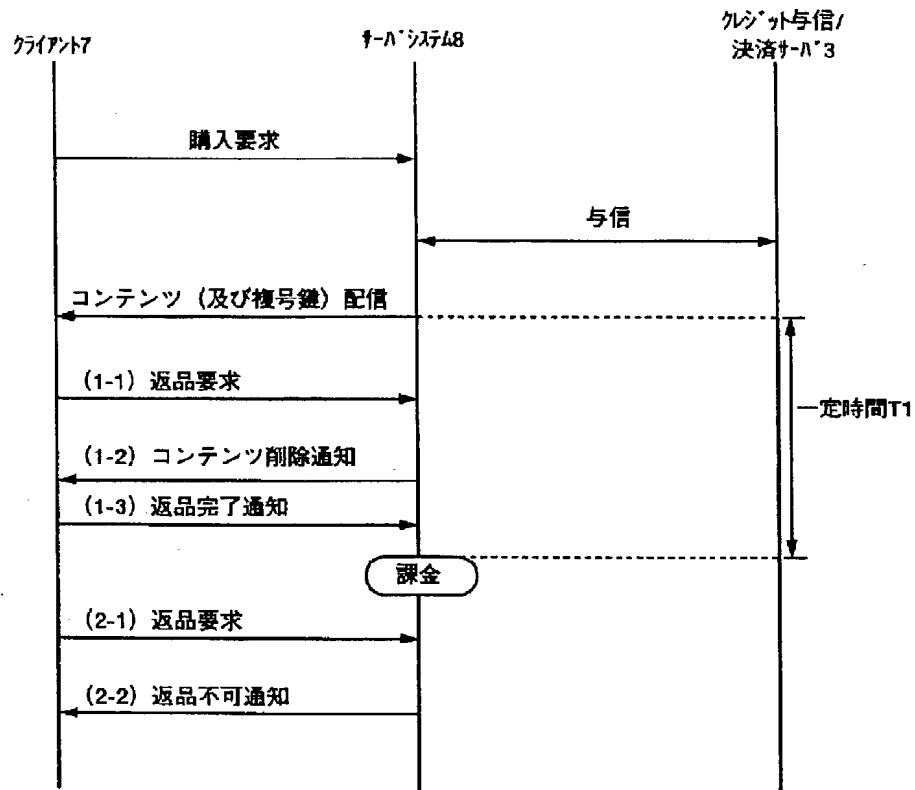 クライアント7
サーバシステム8
クレジット与信/
決済サーバ3
購入要求
与信
コンテンツ（及び複号鍵）配信
(1-1) 返品要求
一定時間T1
(1-2) コンテンツ削除通知
(1-3) 返品完了通知
課金
(2-1) 返品要求
(2-2) 返品不可通知